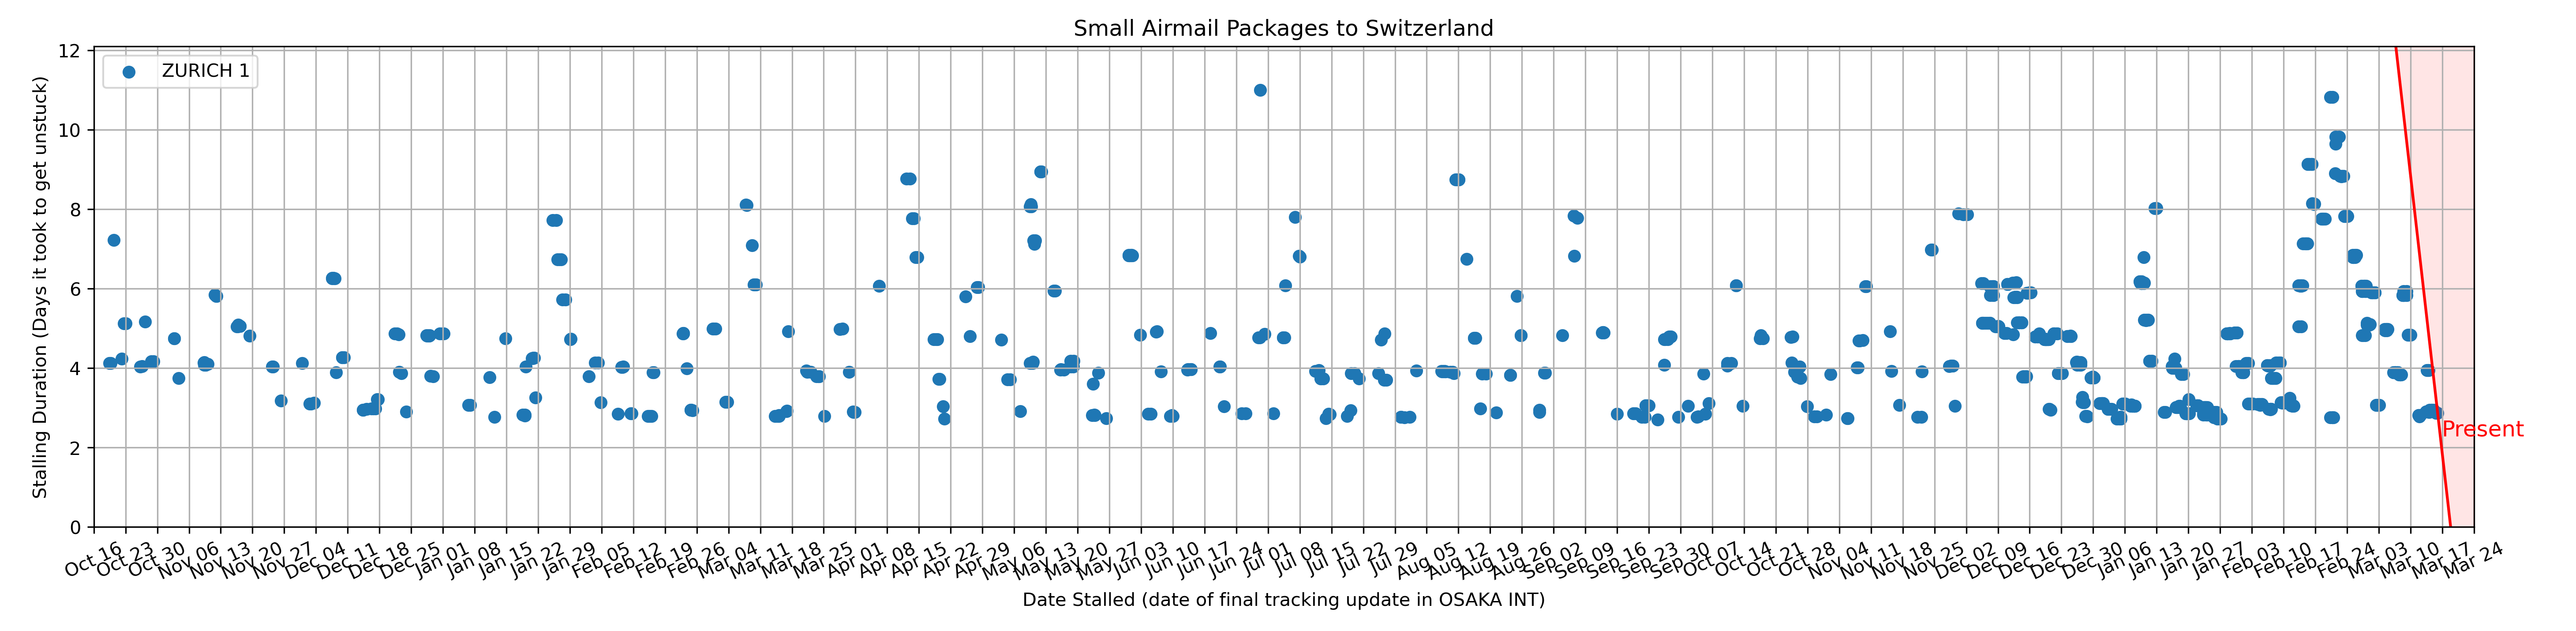 Small Airmail Packages to Switzerland
ZURICH 1
Stalling Duration (Days it took to get unstuck)
12
10
8
6
4
2
0
Present
Oct 16
Oct 23
Oct 30
Nov 06
Nov 13
Nov 20
Nov 27
Dec 04
Dec 11
Dec 18
Dec 25
Jan 01
Jan 08
Jan 15
Jan 22
Jan 29
Feb 05
Feb 12
Feb 19
Feb 26
Mar 04
Mar 11
Mar 18
Mar 25
Apr 01
Apr 08
Apr 15
Apr 22
Apr 29
May 06
May 13
May 20
May 27
Jun 03
Jun 10
Jun 17
Jun 24
Jul 01
Jul 08
Jul 15
Jul 22
Jul 29
Aug 05
Aug 12
Aug 19
Aug 26
Sep 02
Sep 09
Sep 16
Sep 23
Sep 30
Oct 07
Oct 14
Oct 21
Oct 28
Nov 04
Nov 11
Nov 18
Nov 25
Dec 02
Dec 09
Dec 16
Dec 23
Dec 30
Jan 06
Jan 13
Jan 20
Jan 27
Feb 03
Feb 10
Feb 17
Feb 24
Mar 03
Mar 10
Mar 17
Mar 24
Date Stalled (date of final tracking update in OSAKA INT)